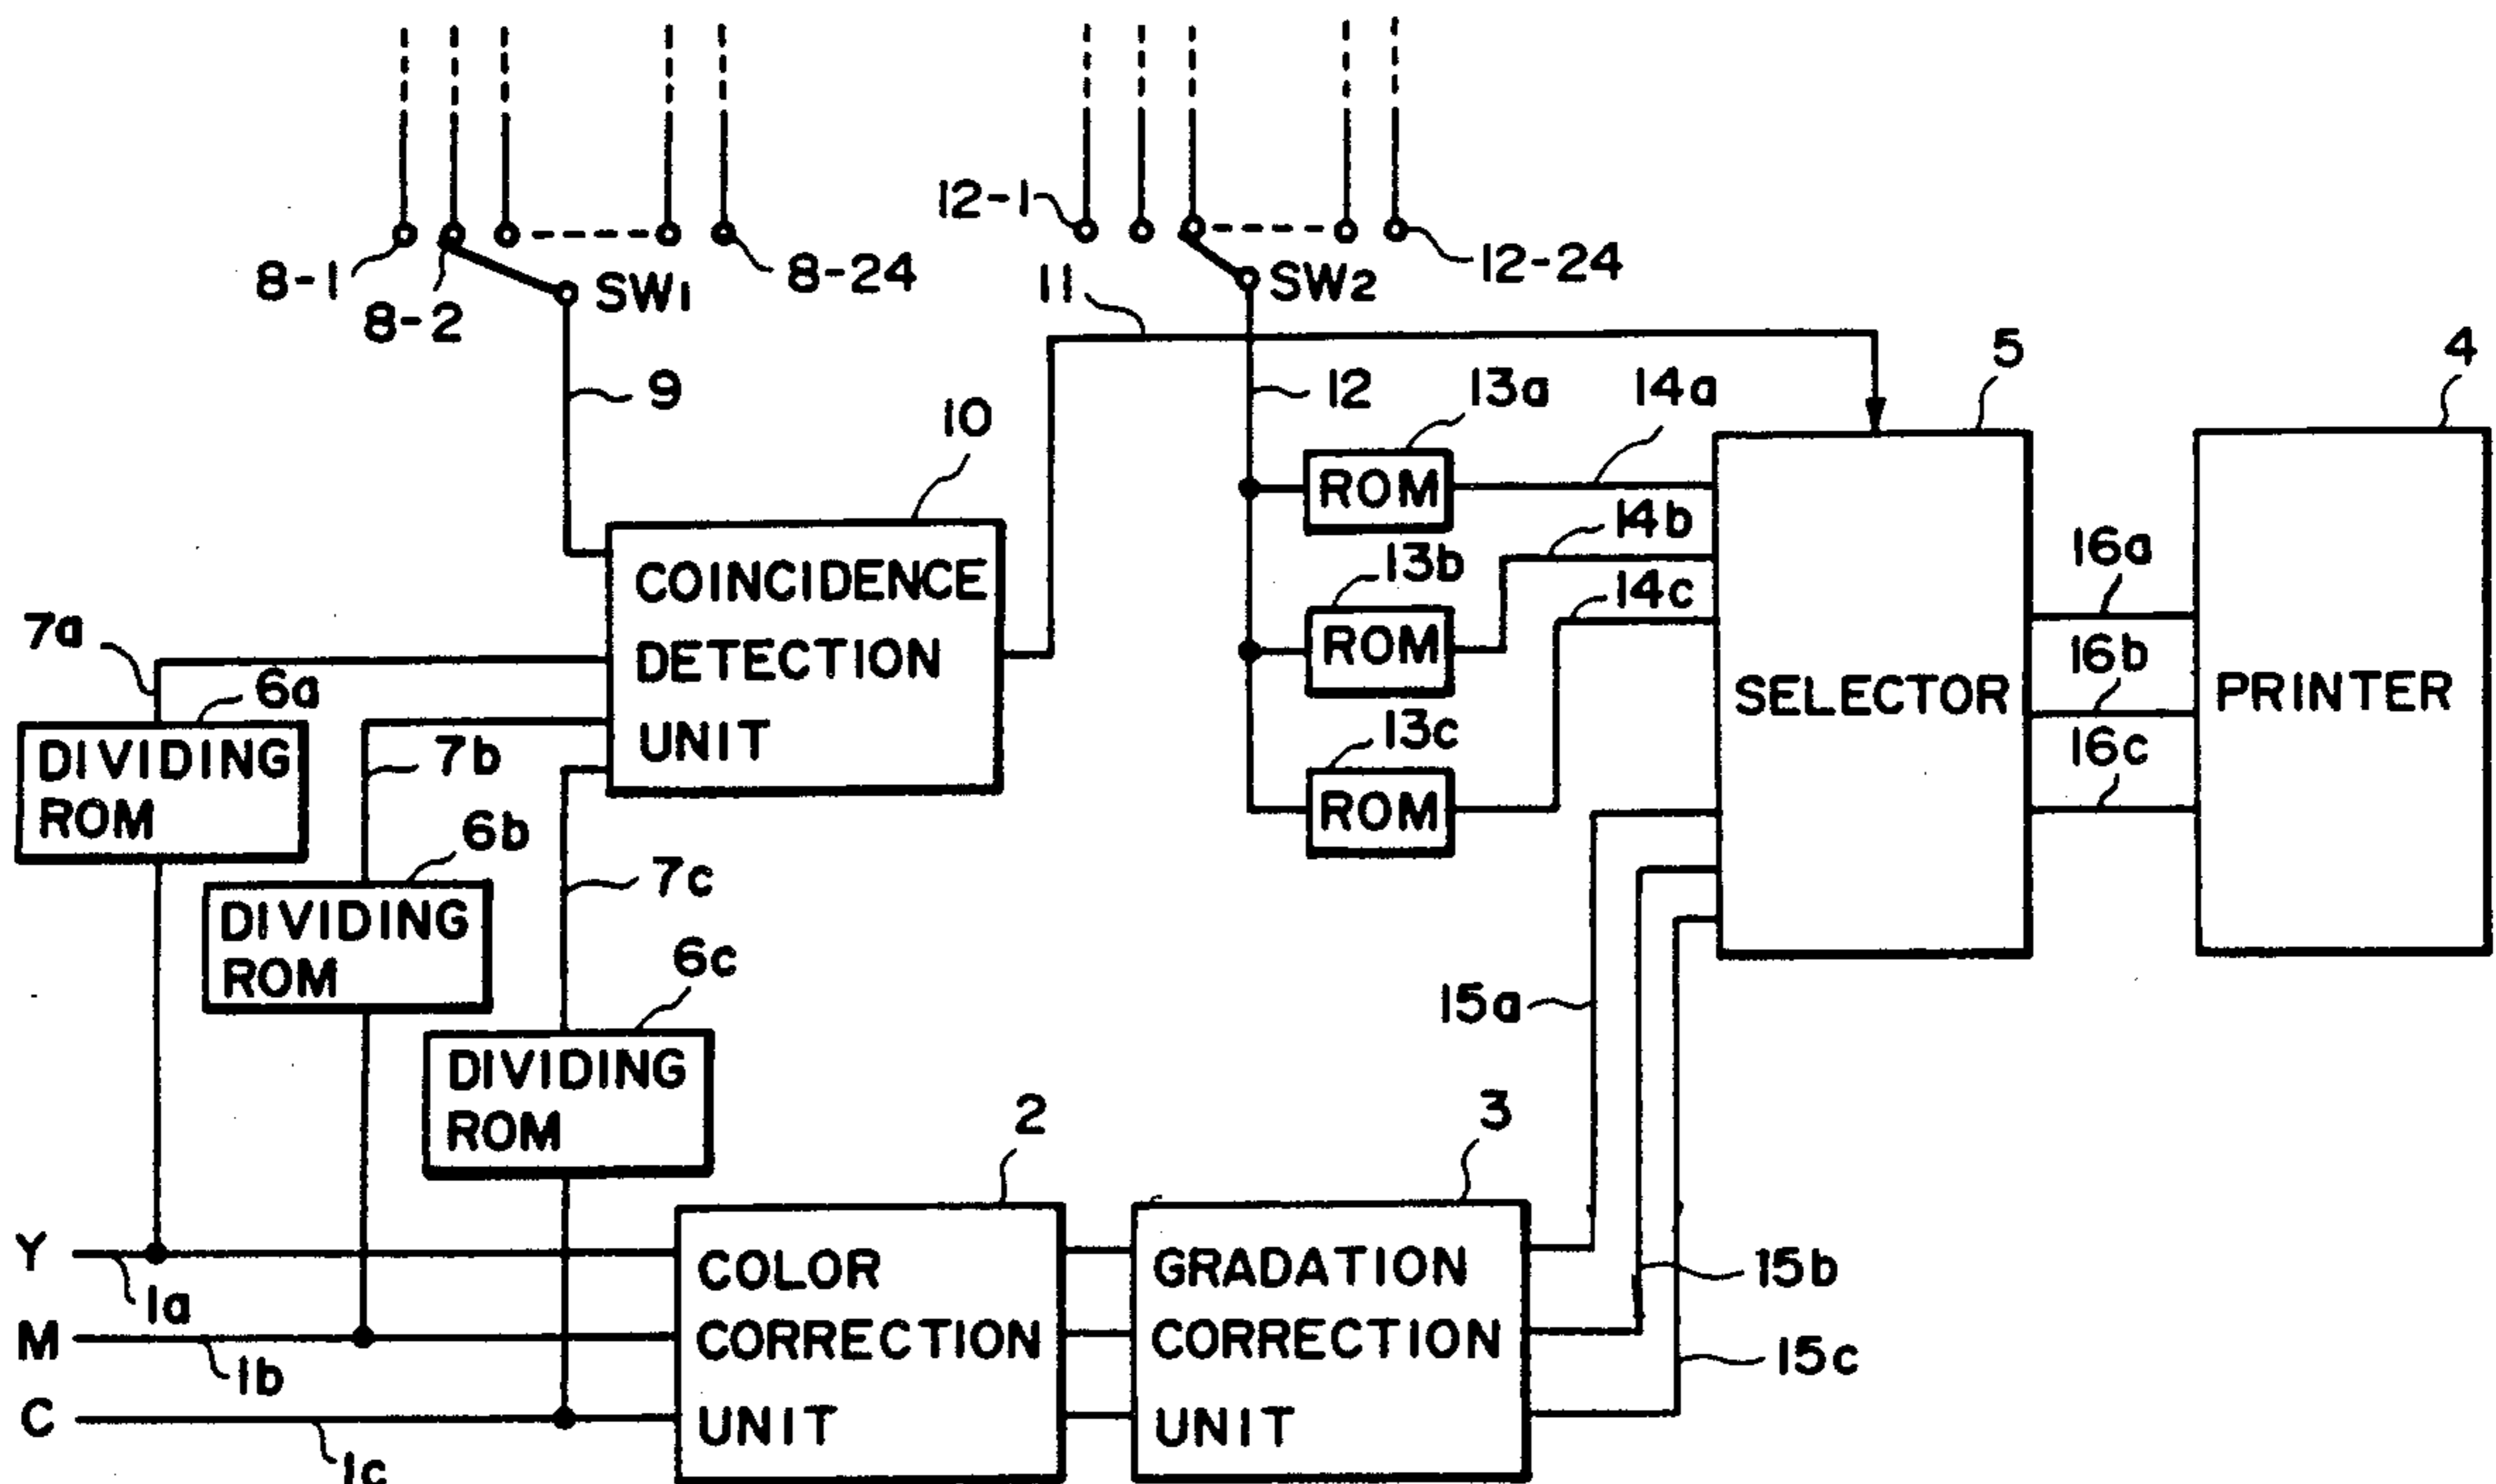 12-1
8-1
8-2
SW1
8-24
11
SW2
12-24
9
10
12
13a
14a
5
4
ROM
14b
13b
14c
ROM
13c
ROM
COINCIDENCE
DETECTION
UNIT
7a
6a
DIVIDING
ROM
7b
6b
DIVIDING
ROM
7c
6c
DIVIDING
ROM
SELECTOR
16a
16b
16c
PRINTER
15a
2
3
Y
1a
M
1b
C
1c
COLOR
CORRECTION
UNIT
GRADATION
CORRECTION
UNIT
15b
15c